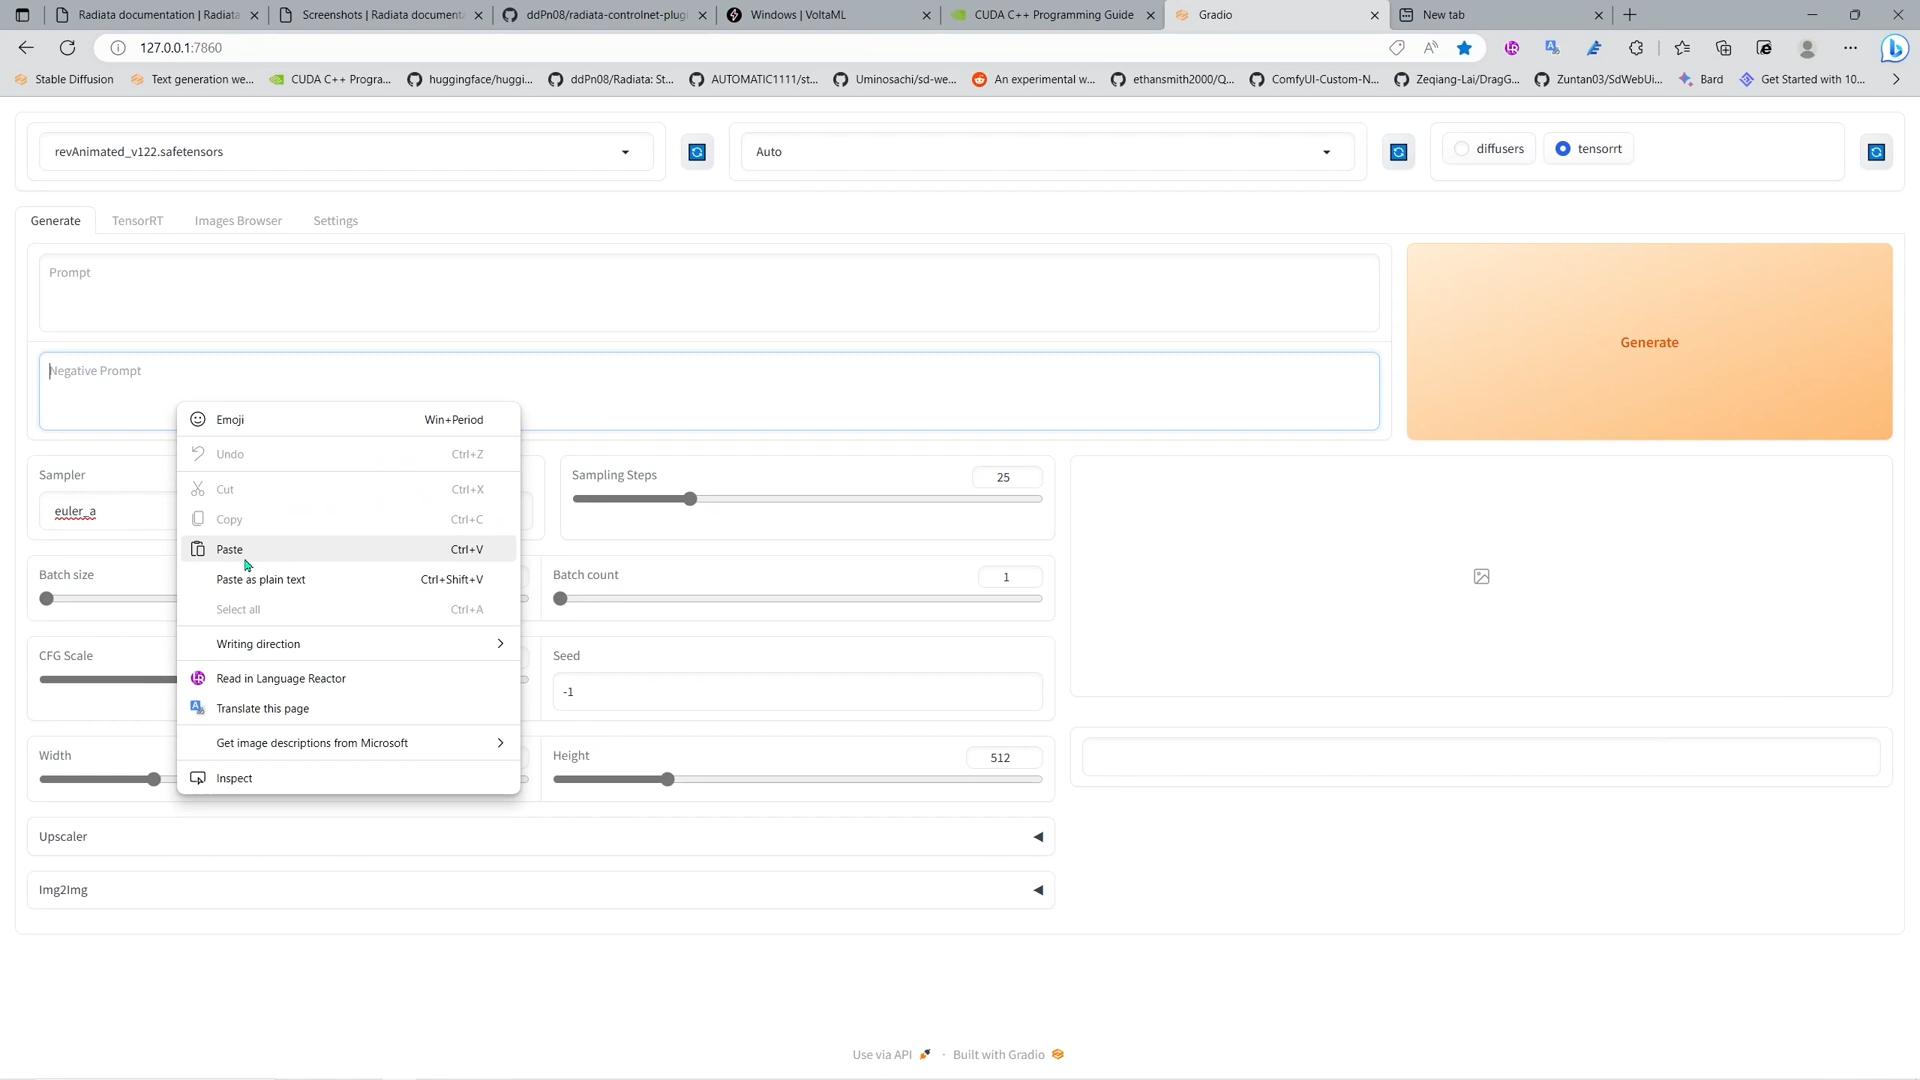 Radiata documentation | Radiata
Screenshots | Radiata documenta
ddPn08/radiata-controlnet-plugi
Windows | VoltaML
CUDA C++ Programming Guide
Gradio
New tab
127.0.0.1:7860
Stable Diffusion
Text generation we...
CUDA C++ Progra...
huggingface/huggi...
ddPn08/Radiata: St...
AUTOMATIC1111/st...
Uminosachi/sd-we...
An experimental w...
ethansmith2000/Q...
ComfyUI-Custom-N...
Zeqiang-Lai/DragG...
Zuntan03/SdWebUi...
Bard
Get Started with 10...
revAnimated_v122.safetensors
Auto
diffusers
tensorrt
Generate
TensorRT
Images Browser
Settings
Prompt
Generate
Negative Prompt
Emoji Win+Period
Undo Ctrl+Z
Cut Ctrl+X
Copy Ctrl+C
Paste Ctrl+V
Paste as plain text Ctrl+Shift+V
Select all Ctrl+A
Writing direction
Read in Language Reactor
Translate this page
Get image descriptions from Microsoft
Inspect
Sampler
euler_a
Sampling Steps
25
Batch size
Batch count
1
CFG Scale
Seed
-1
Width
Height
512
Upscaler
Img2Img
Use via API · Built with Gradio